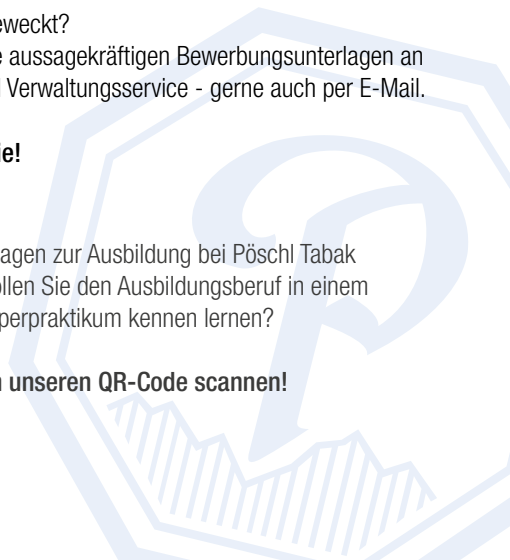 eweckt?
e aussagekräftigen Bewerbungsunterlagen an
d Verwaltungsservice - gerne auch per E-Mail.
ie!
agen zur Ausbildung bei Pöschl Tabak
ollen Sie den Ausbildungsberuf in einem
perpraktikum kennen lernen?
n unseren QR-Code scannen!
P